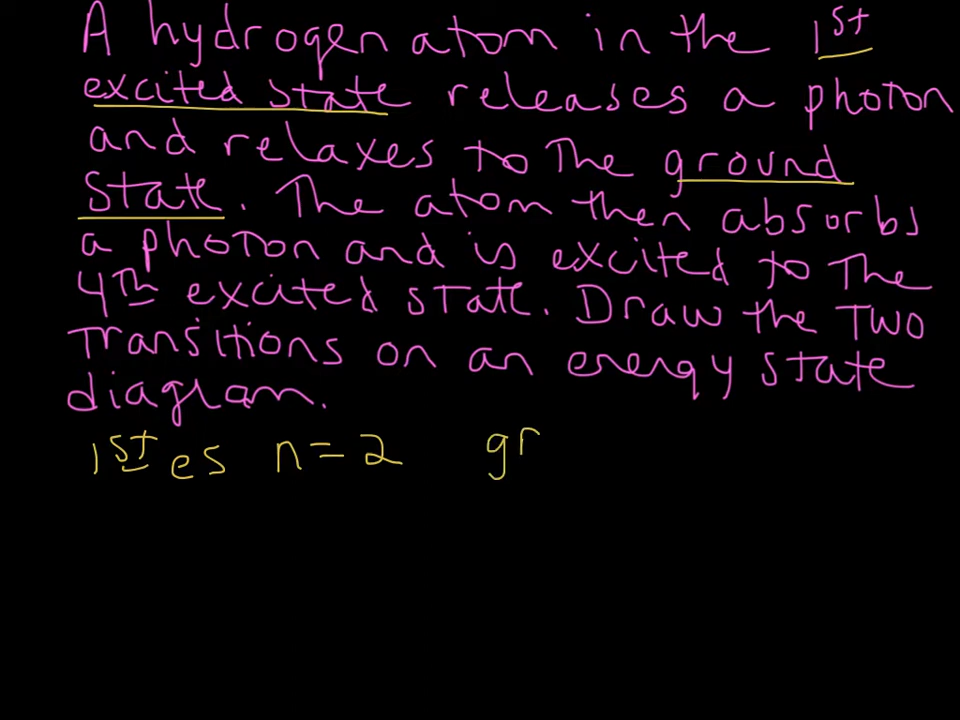 A hydrogen atom in the 1st
excited state releases a photon
and relaxes to the ground
state. The atom then absorbs
a photon and is excited to the
4th excited state. Draw the two
transitions on an energy state
diagram.
1st es n=2 gr